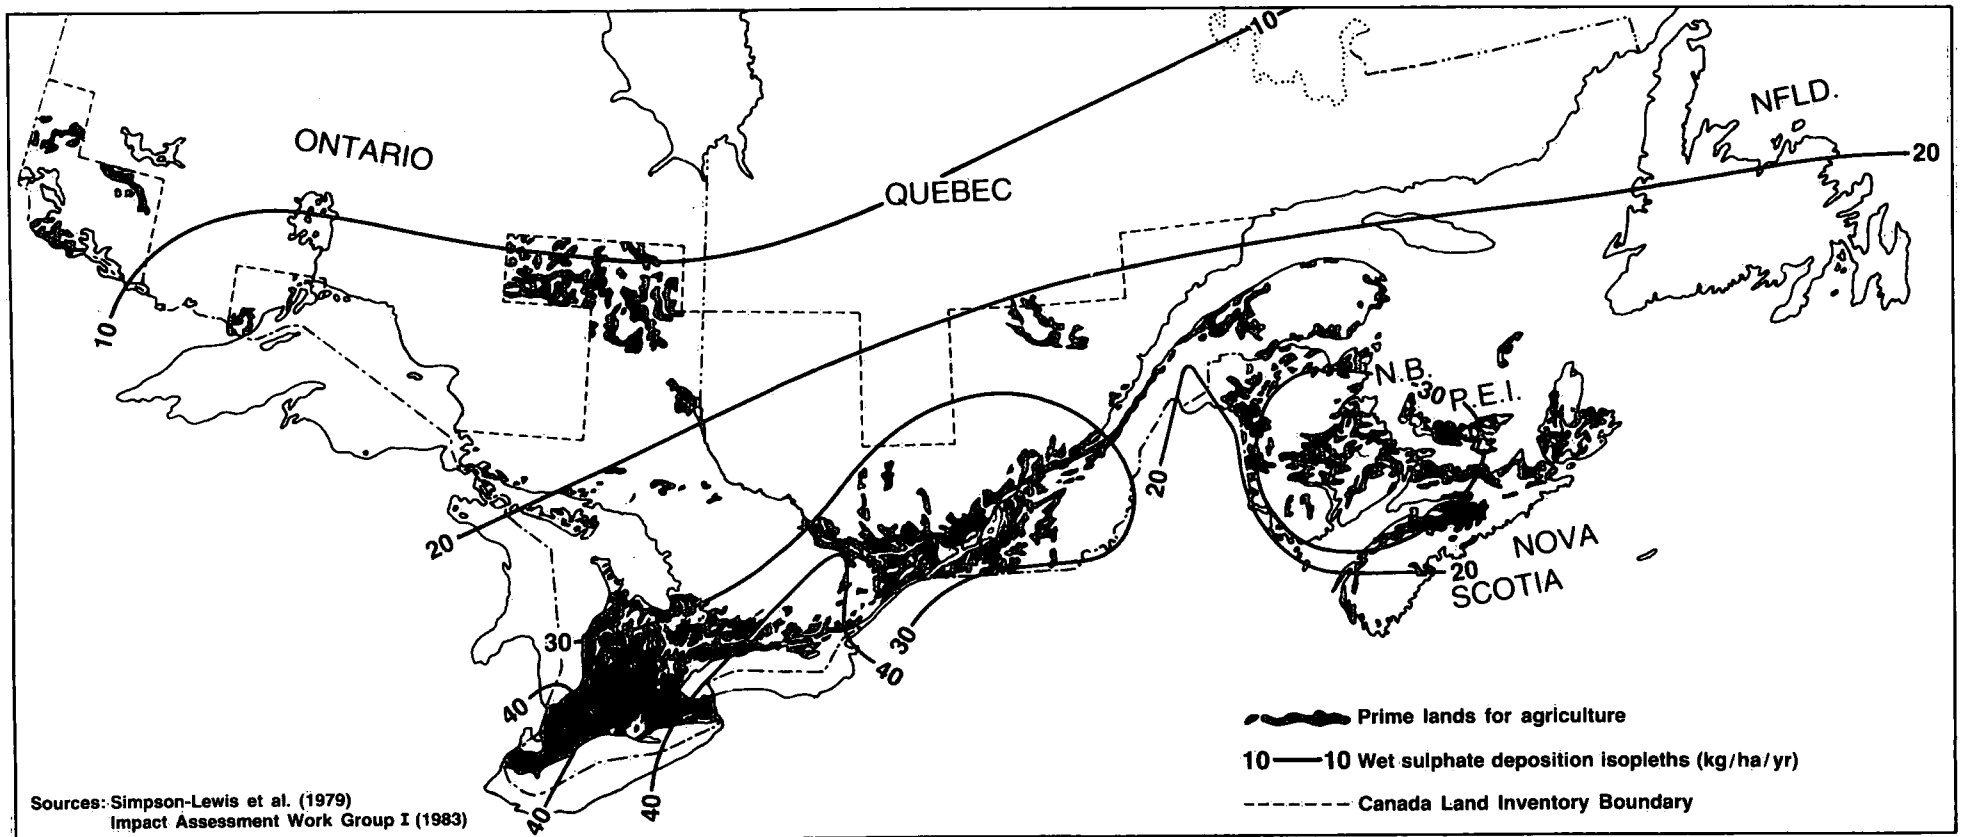 10
NFLD.
ONTARIO
20
QUEBEC
10
N.B.
30
P.E.I.
20
20
NOVA
20
SCOTIA
30
30
40
40
40
40
Prime lands for agriculture
10 10 Wet sulphate deposition isopleths (kg/ha/yr)
Canada Land Inventory Boundary
Sources: Simpson-Lewis et al. (1979)
Impact Assessment Work Group I (1983)